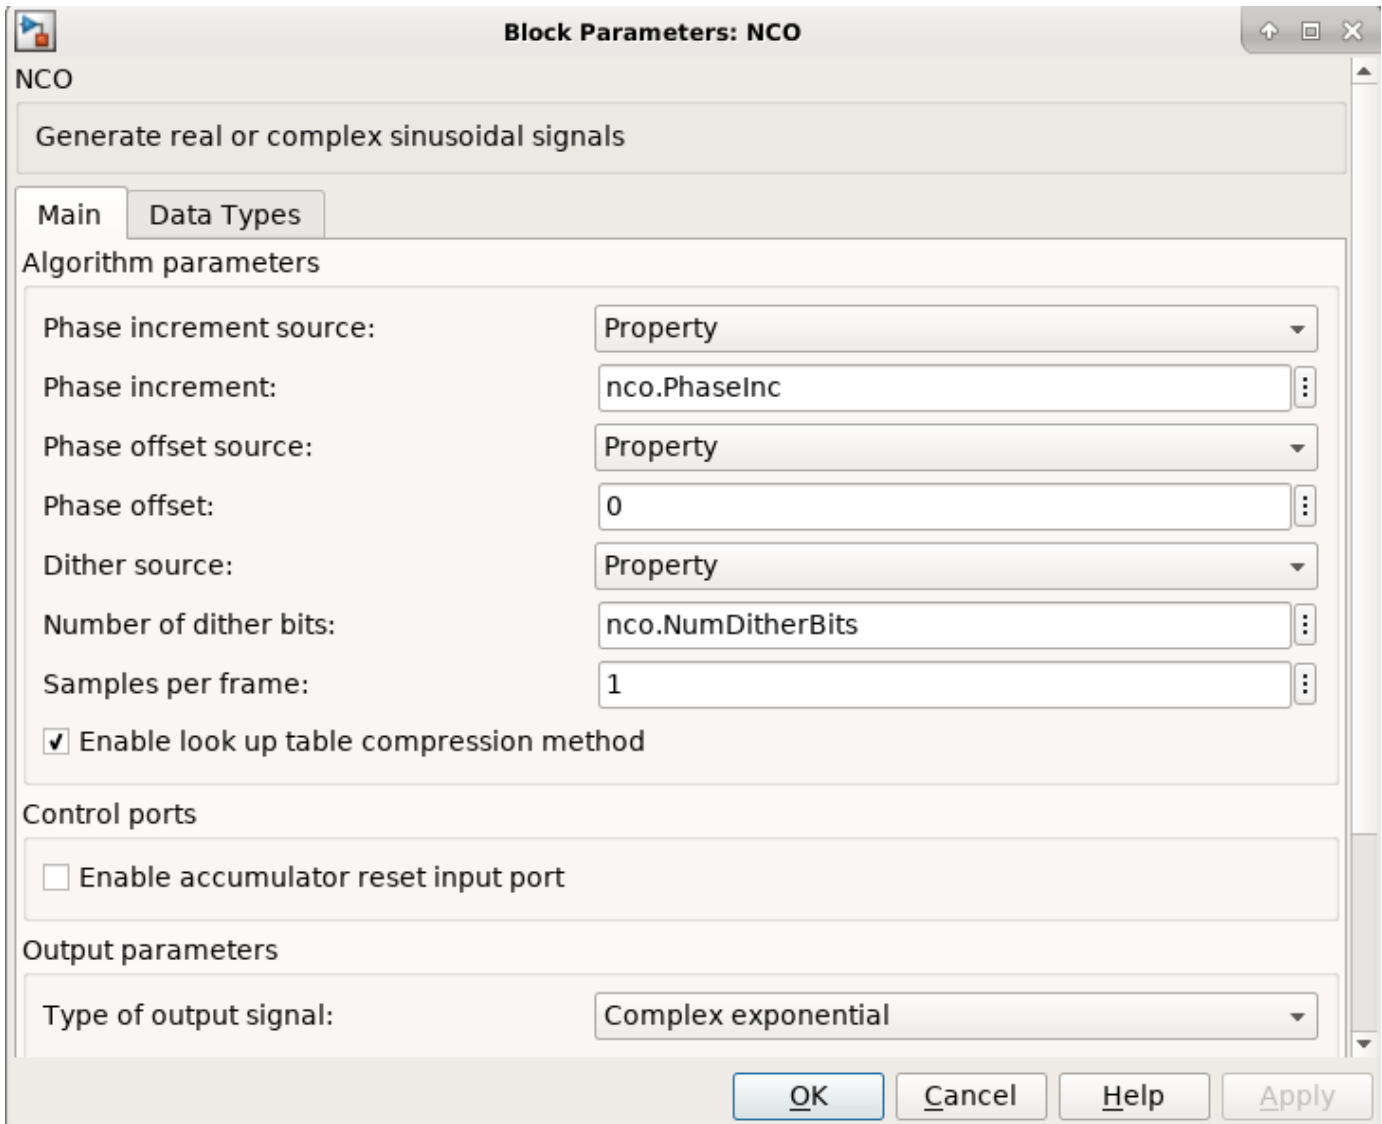 Block Parameters: NCO
NCO
Generate real or complex sinusoidal signals
Main Data Types
Algorithm parameters
Phase increment source: Property
Phase increment: nco.PhaseInc
Phase offset source: Property
Phase offset: 0
Dither source: Property
Number of dither bits: nco.NumDitherBits
Samples per frame: 1
Enable look up table compression method
Control ports
Enable accumulator reset input port
Output parameters
Type of output signal: Complex exponential
OK Cancel Help Apply